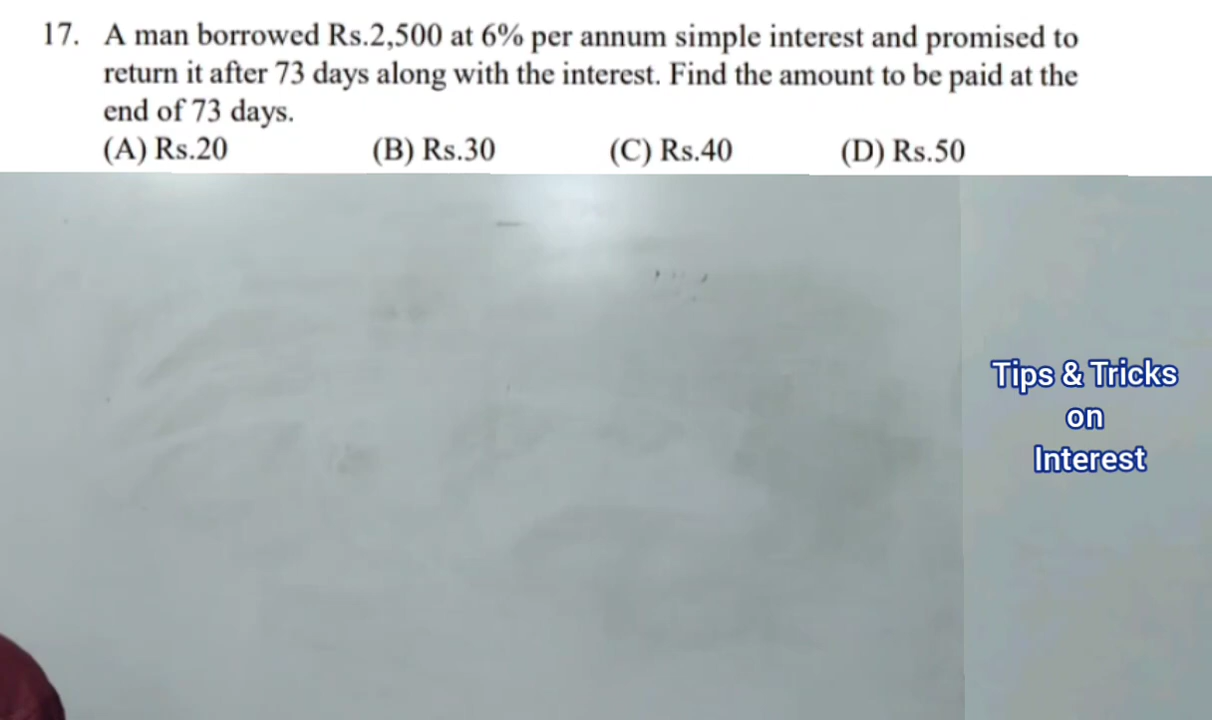 17. A man borrowed Rs.2,500 at 6% per annum simple interest and promised to
return it after 73 days along with the interest. Find the amount to be paid at the
end of 73 days.
(A) Rs.20 (B) Rs.30 (C) Rs.40 (D) Rs.50
Tips & Tricks
on
Interest